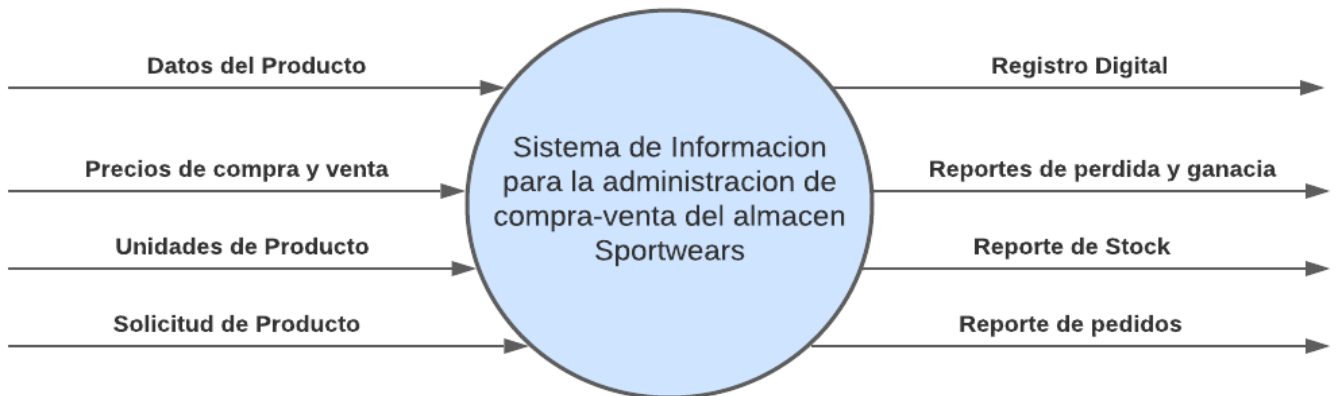 Datos del Producto
Registro Digital
Sistema de Informacion
para la administracion de
compra-venta del almacen
Sportwears
Precios de compra y venta
Reportes de perdida y ganacia
Unidades de Producto
Reporte de Stock
Solicitud de Producto
Reporte de pedidos